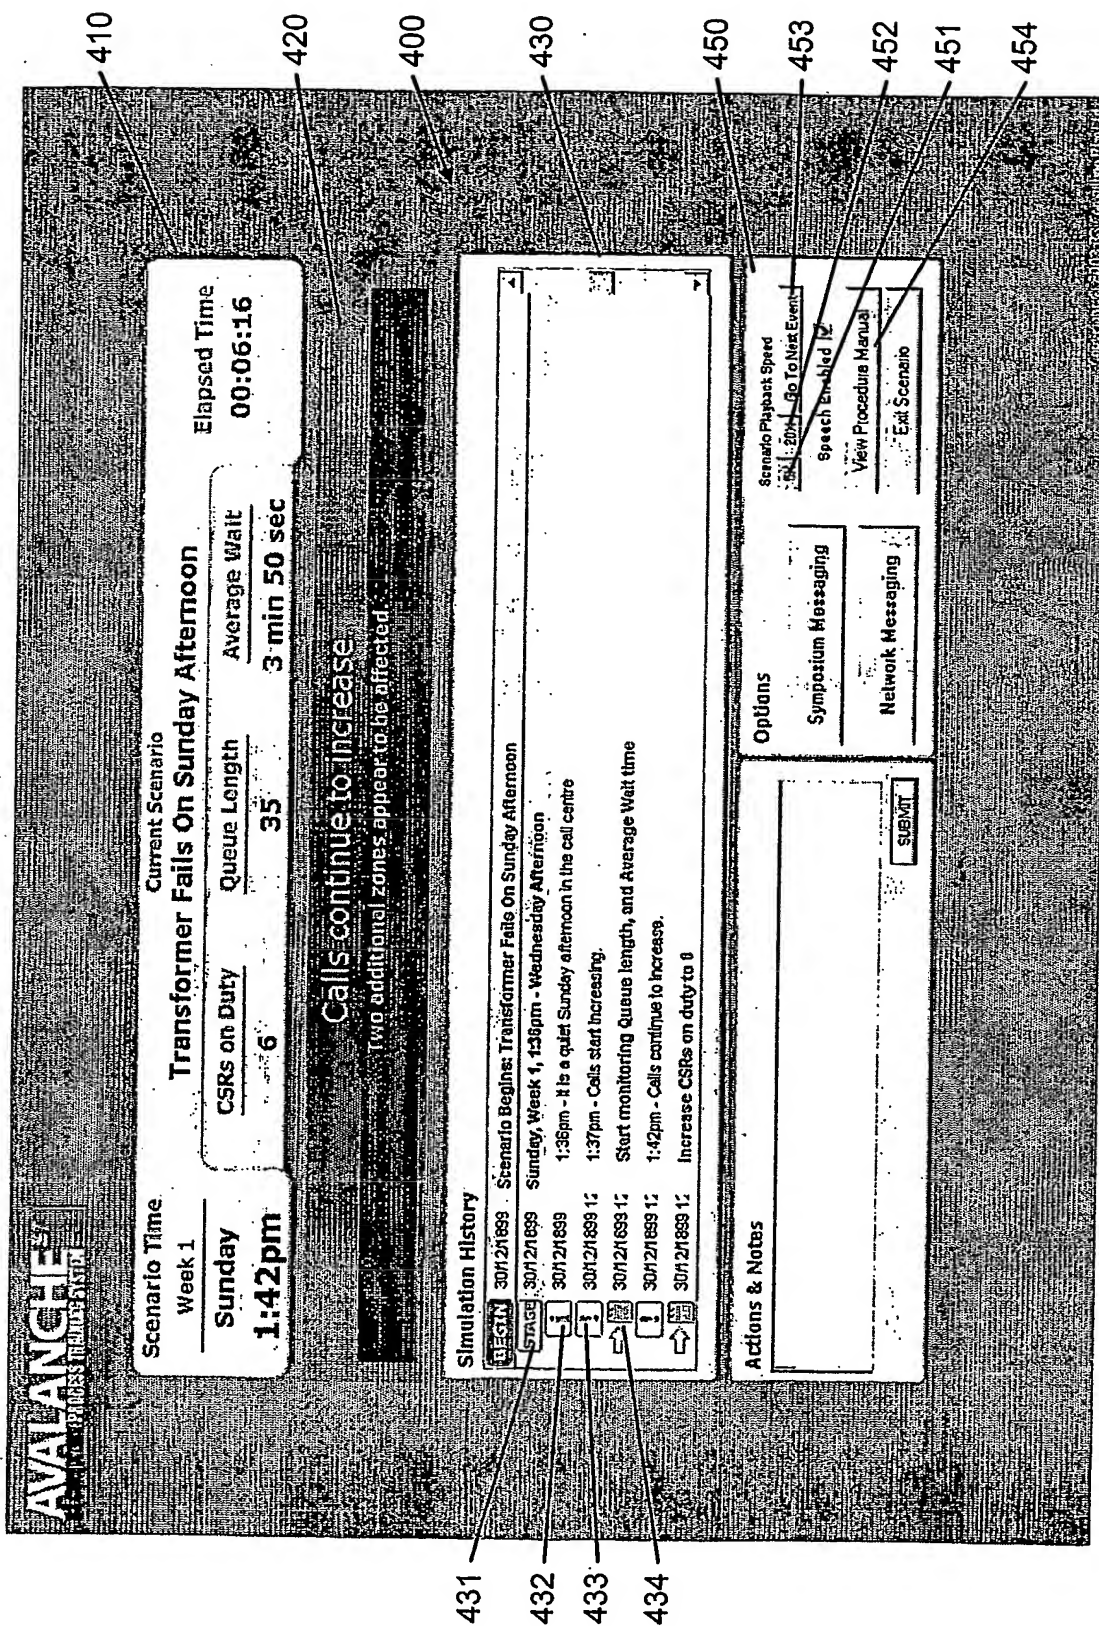 AVALANCHE
Scenario Time
Week 1
Sunday
1:42pm
Current Scenario
Transformer Fails On Sunday Afternoon
CSRs on Duty
6
Queue Length
35
Average Wait
3 min 50 sec
Elapsed Time
00:06:16
Calls continue to increase
Two additional zones appear to be affected.
Simulation History
BEGIN 30/12/1899 Scenario Begins: Transformer Fails On Sunday Afternoon
STAGE 30/12/1899 Sunday, Week 1, 1:36pm - Wednesday Afternoon
30/12/1899 1:36pm - It is a quiet Sunday afternoon in the call centre
30/12/1899 12 1:37pm - Calls start increasing.
30/12/1899 12 Start monitoring Queue length, and Average Wait time
30/12/1899 12 1:42pm - Calls continue to increase.
30/12/1899 12 Increase CSRs on duty to 8
Actions & Notes
SUBMIT
Options
Symposium Messaging
Network Messaging
Scenario Playback Speed
20X Go To Next Event
Speech Enabled
View Procedure Manual
Exit Scenario
410
420
400
430
450
453
452
451
454
431
432
433
434